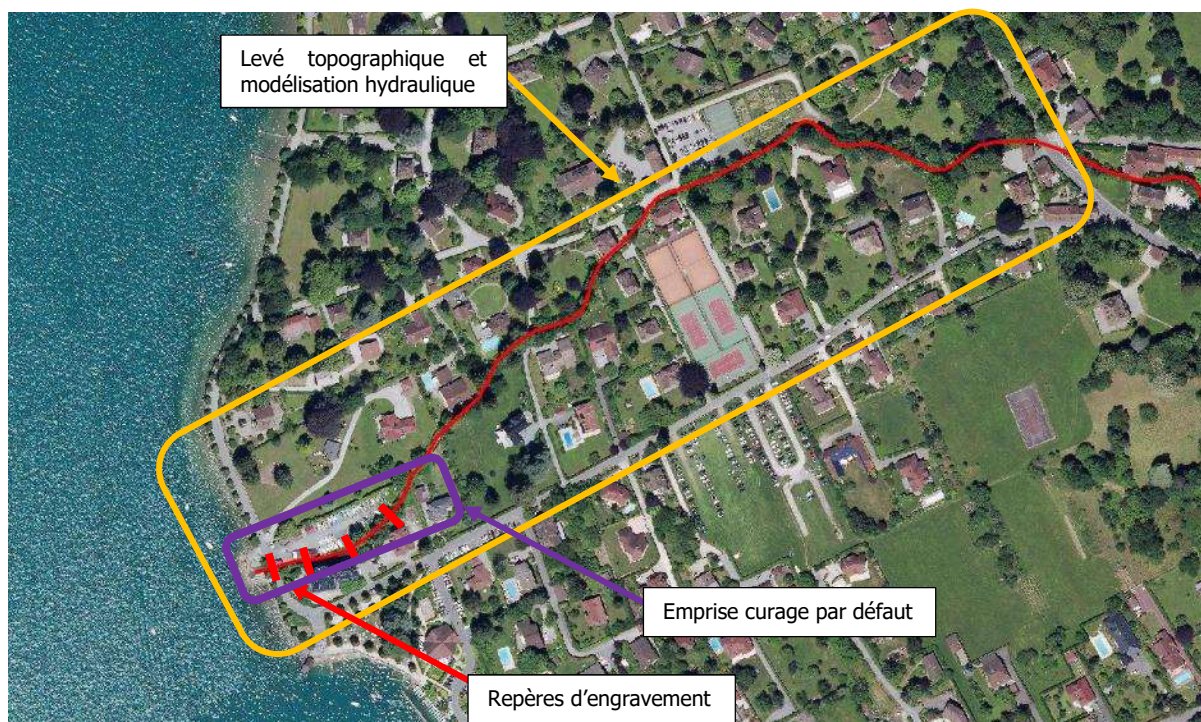 Levé topographique et
modélisation hydraulique
Emprise curage par défaut
Repères d’engravement